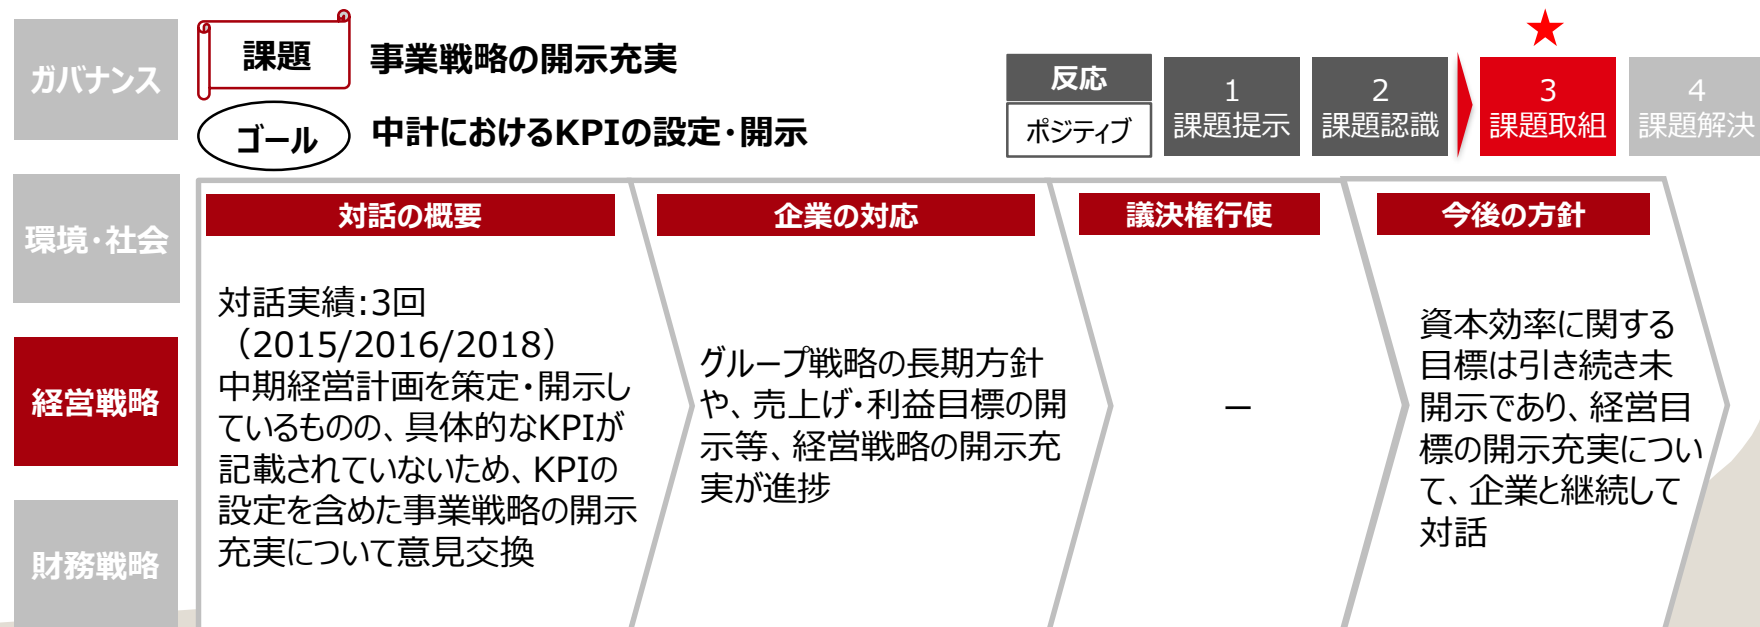 ガバナンス
環境・社会
経営戦略
財務戦略
課題
事業戦略の開示充実
ゴール
中計におけるKPIの設定・開示
反応
ポジティブ
1
課題提示
2
課題認識
★
3
課題取組
4
課題解決
対話の概要
対話実績:3回
（2015/2016/2018）
中期経営計画を策定・開示し
ているものの、具体的なKPIが
記載されていないため、KPIの
設定を含めた事業戦略の開示
充実について意見交換
企業の対応
グループ戦略の長期方針
や、売上げ・利益目標の開
示等、経営戦略の開示充
実が進捗
議決権行使
－
今後の方針
資本効率に関する
目標は引き続き未
開示であり、経営目
標の開示充実につい
て、企業と継続して
対話